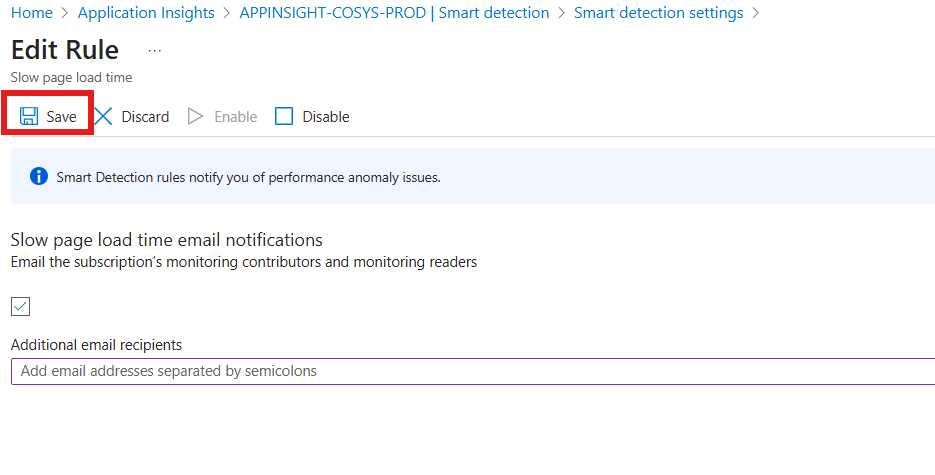 Home > Application Insights > APPINSIGHT-COSYS-PROD | Smart detection > Smart detection settings >
Edit Rule ...
Slow page load time
Save Discard Enable Disable
Smart Detection rules notify you of performance anomaly issues.
Slow page load time email notifications
Email the subscription's monitoring contributors and monitoring readers
Additional email recipients
Add email addresses separated by semicolons